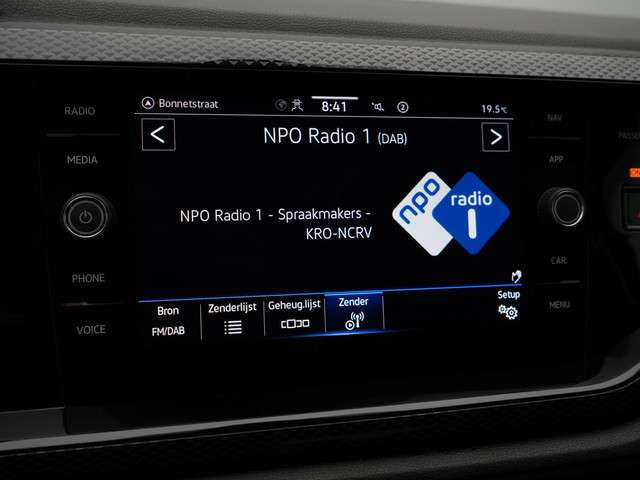 RADIO
MEDIA
PHONE
VOICE
Bonnetstraat
8:41
2
19.5°C
NPO Radio 1 (DAB)
NPO Radio 1 - Spraakmakers -
KRO-NCRV
npo
radio
1
Bron
FM/DAB
Zenderlijst
Geheug.lijst
Zender
Setup
NAV
APP
CAR
MENU